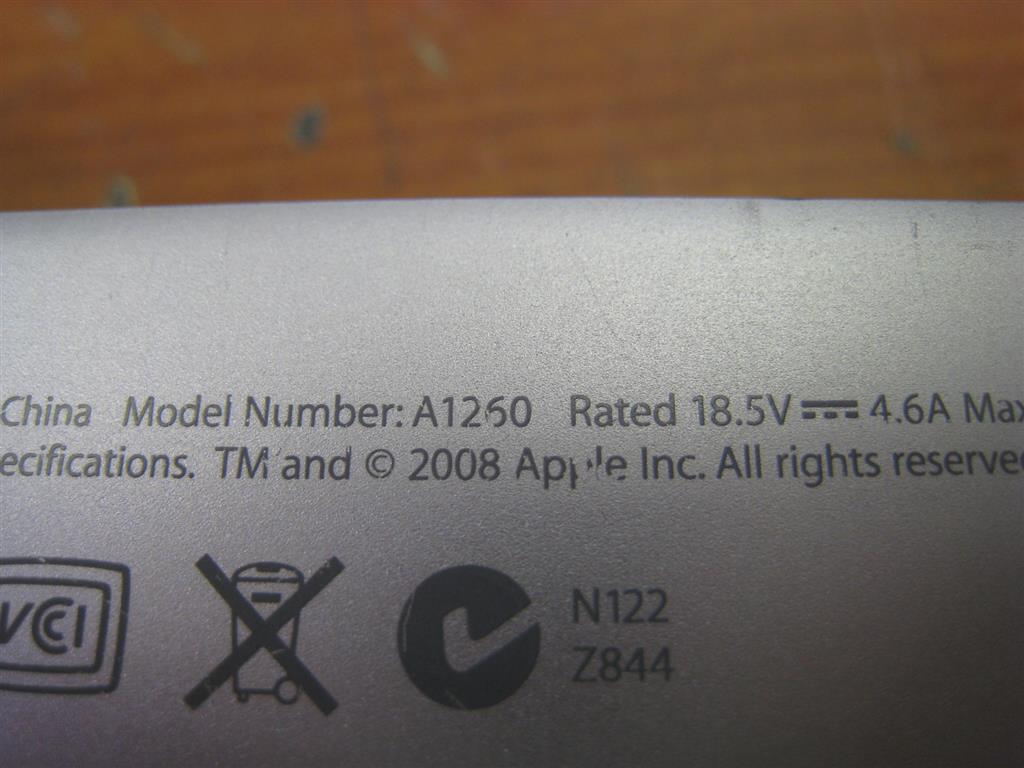 China Model Number: A1260 Rated 18.5V ⎓ 4.6A Max
ecifications. TM and © 2008 Apple Inc. All rights reserve
VCI
N122
Z844